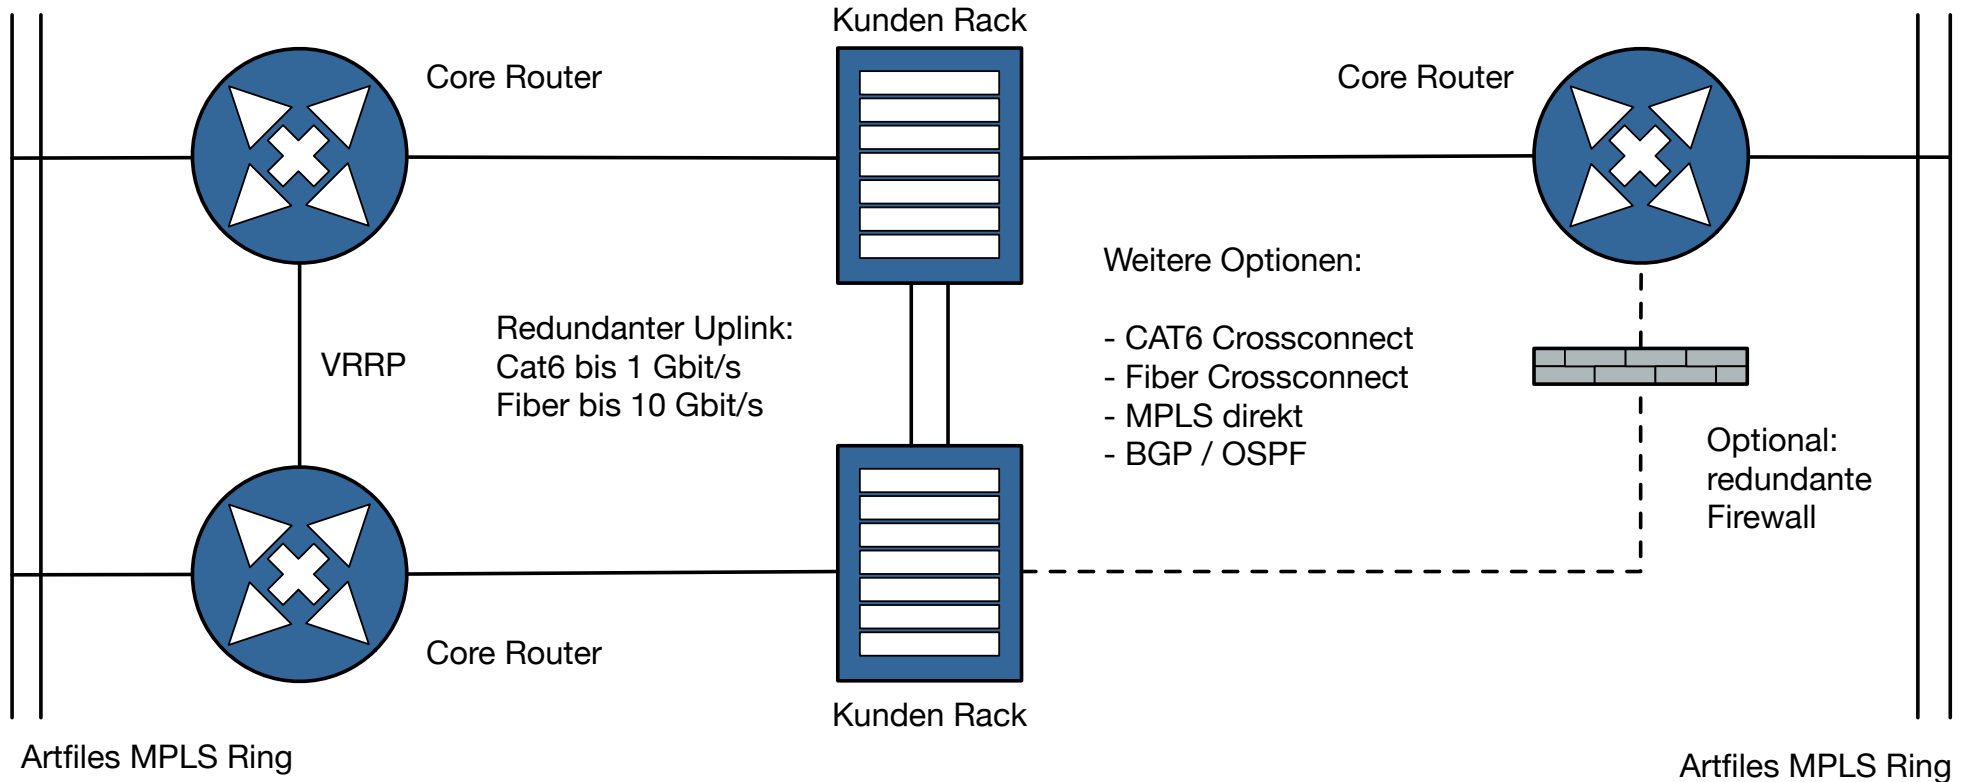 Kunden Rack
Core Router
Core Router
Weitere Optionen:
- CAT6 Crossconnect
- Fiber Crossconnect
- MPLS direkt
- BGP / OSPF
Redundanter Uplink:
Cat6 bis 1 Gbit/s
Fiber bis 10 Gbit/s
VRRP
Optional:
redundante
Firewall
Core Router
Kunden Rack
Artfiles MPLS Ring
Artfiles MPLS Ring